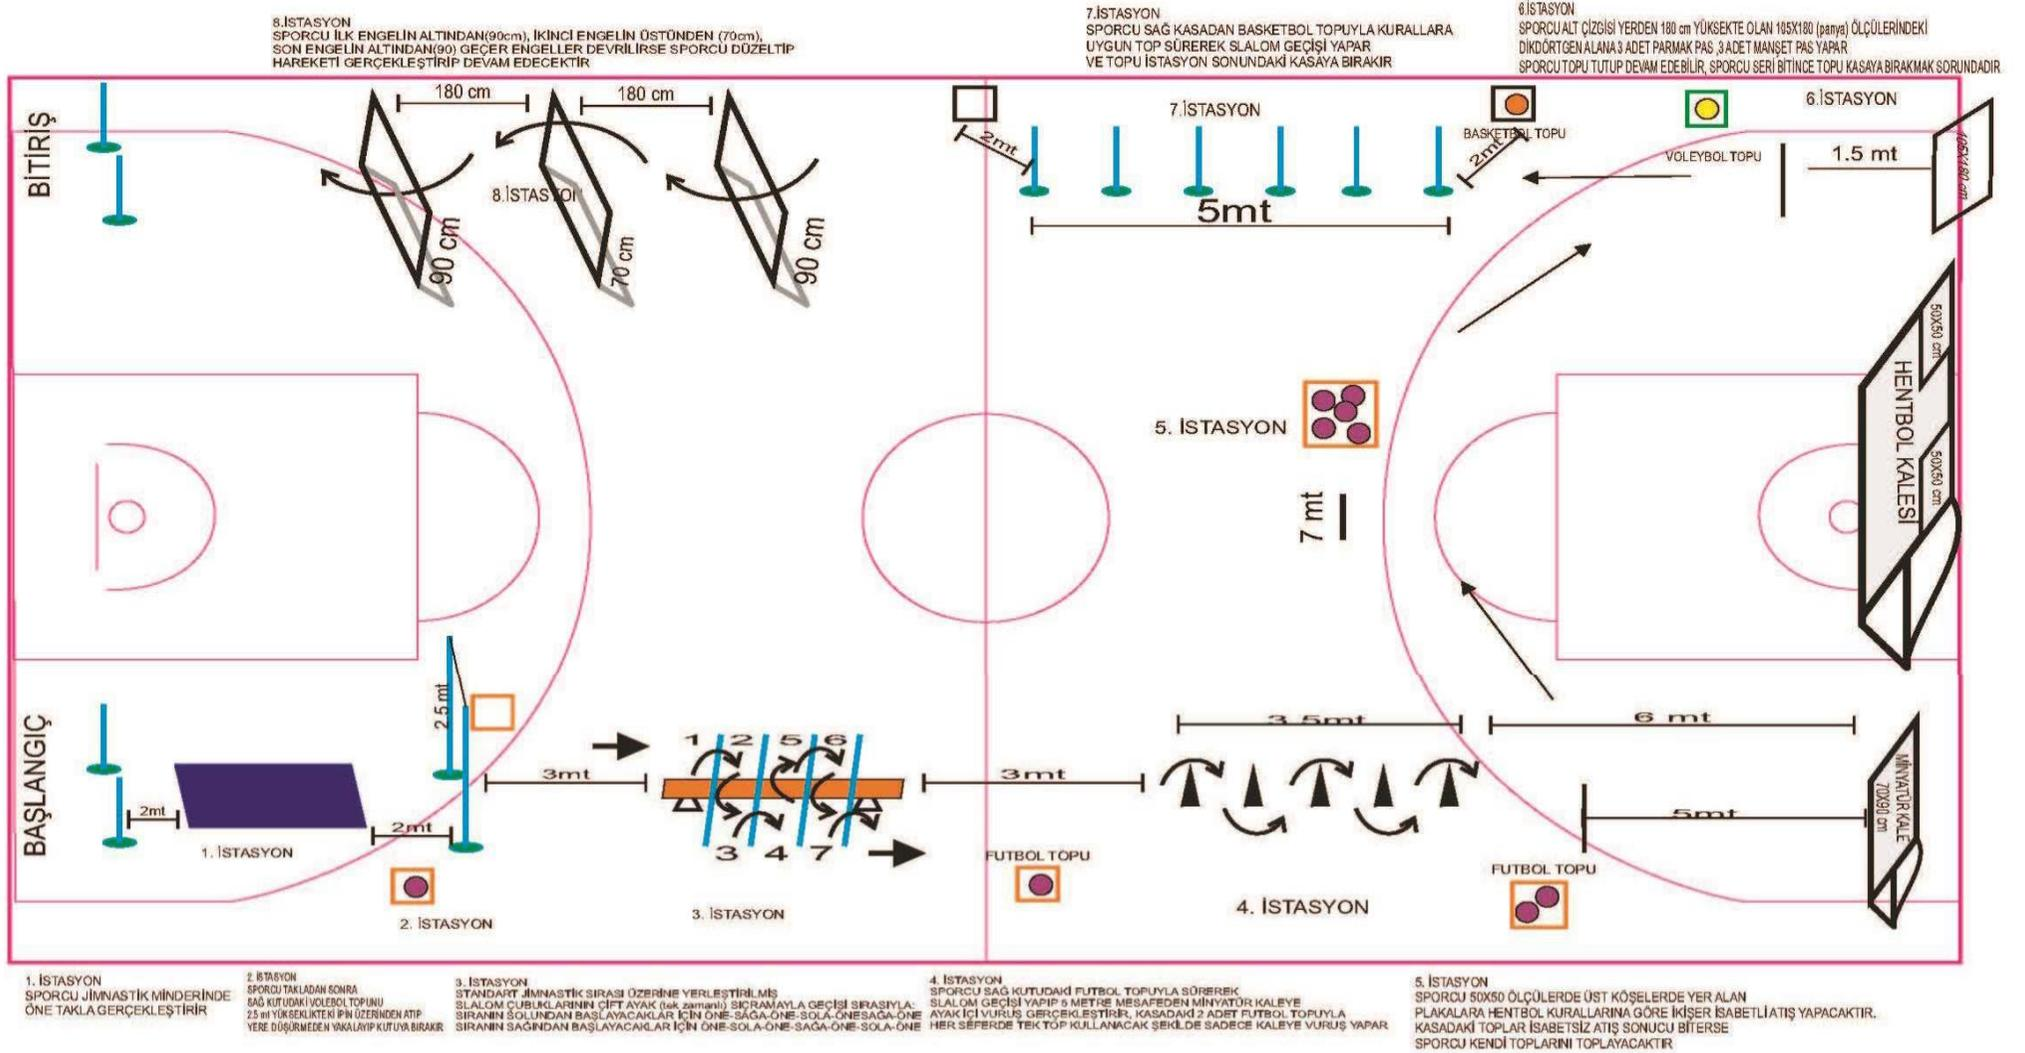 8.İSTASYON
SPORCU İLK ENGELİN ALTINDAN(90cm), İKİNCİ ENGELİN ÜSTÜNDEN (70cm),
SON ENGELİN ALTINDAN(90) GEÇER ENGELLER DEVRİLİRSE SPORCU DÜZELTİP
HAREKETİ GERÇEKLEŞTİRİP DEVAM EDECEKTİR
7.İSTASYON
SPORCU SAĞ KASADAN BASKETBOL TOPUYLA KURALLARA
UYGUN TOP SÜREREK SLALOM GEÇİŞİ YAPAR
VE TOPU İSTASYON SONUNDAKİ KASAYA BIRAKIR
6.İSTASYON
SPORCU ALT ÇİZGİSİ YERDEN 180 cm YÜKSEKTE OLAN 105X180 (panya) ÖLÇÜLERİNDEKİ
DİKDÖRTGEN ALANA 3 ADET PARMAK PAS ,3 ADET MANŞET PAS YAPAR
SPORCU TOPU TUTUP DEVAM EDEBİLİR, SPORCU SERİ BİTİNCE TOPU KASAYA BIRAKMAK SORUNDADIR
BİTİRİŞ
180 cm
180 cm
8.İSTASYON
90 cm
70 cm
90 cm
7.İSTASYON
2mt
BASKETBOL TOPU
2mt
5mt
6.İSTASYON
VOLEYBOL TOPU
1.5 mt
105X180 cm
5. İSTASYON
7 mt
50X50 cm
HENTBOL KALESİ
50X50 cm
BAŞLANGIÇ
2mt
1. İSTASYON
2mt
2.5 mt
2. İSTASYON
3mt
1 2 5 6
3 4 7
3. İSTASYON
3mt
FUTBOL TOPU
3.5mt
4. İSTASYON
6 mt
5mt
FUTBOL TOPU
MİNYATÜR KALE
70X90 cm
1. İSTASYON
SPORCU JİMNASTİK MİNDERİNDE
ÖNE TAKLA GERÇEKLEŞTİRİR
2. İSTASYON
SPORCU TAKLADAN SONRA
SAĞ KUTUDAKİ VOLEBOL TOPUNU
2.5 mt YÜKSEKLİKTEKİ İPİN ÜZERİNDEN ATIP
YERE DÜŞÜRMEDEN YAKALAYIP KUTUYA BIRAKIR
3. İSTASYON
STANDART JİMNASTİK SIRASI ÜZERİNE YERLEŞTİRİLMİŞ
SLALOM ÇUBUKLARININ ÇİFT AYAK (tek zamanlı) SIÇRAMAYLA GEÇİŞİ SIRASIYLA:
SIRANIN SOLUNDAN BAŞLAYACAKLAR İÇİN ÖNE-SAĞA-ÖNE-SOLA-ÖNESAĞA-ÖNE
SIRANIN SAĞINDAN BAŞLAYACAKLAR İÇİN ÖNE-SOLA-ÖNE-SAĞA-ÖNE-SOLA-ÖNE
4. İSTASYON
SPORCU SAĞ KUTUDAKİ FUTBOL TOPUYLA SÜREREK
SLALOM GEÇİŞİ YAPIP 5 METRE MESAFEDEN MİNYATÜR KALEYE
AYAK İÇİ VURUŞ GERÇEKLEŞTİRİR, KASADAKİ 2 ADET FUTBOL TOPUYLA
HER SEFERDE TEK TOP KULLANACAK ŞEKİLDE SADECE KALEYE VURUŞ YAPAR
5. İSTASYON
SPORCU 50X50 ÖLÇÜLERDE ÜST KÖŞELERDE YER ALAN
PLAKALARA HENTBOL KURALLARINA GÖRE İKİŞER İSABETLİ ATIŞ YAPACAKTIR.
KASADAKİ TOPLAR İSABETSİZ ATIŞ SONUCU BİTERSE
SPORCU KENDİ TOPLARINI TOPLAYACAKTIR